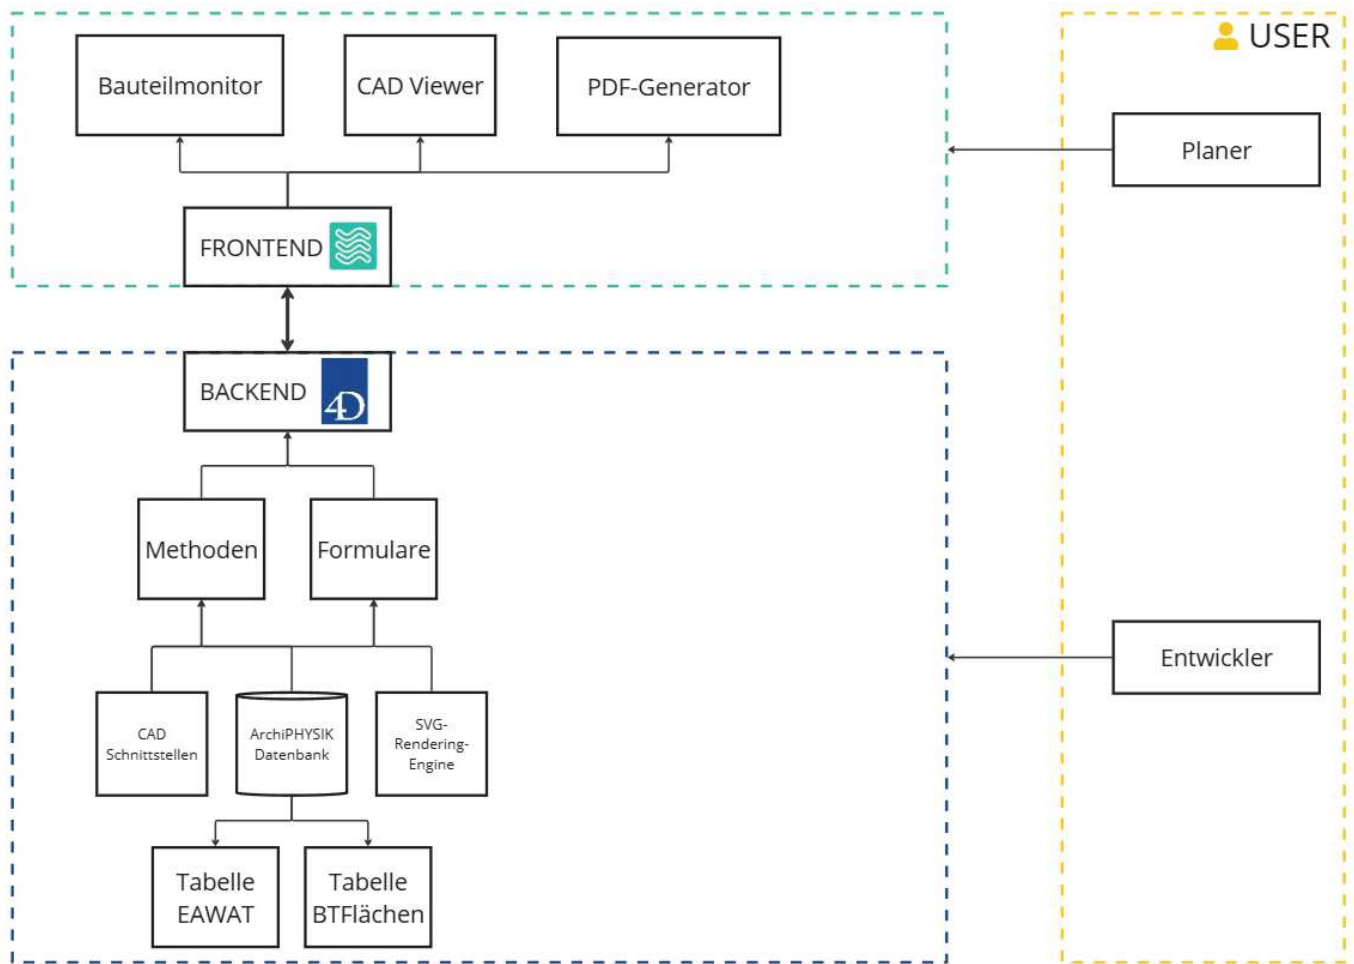 USER
Bauteilmonitor
CAD Viewer
PDF-Generator
Planer
FRONTEND
BACKEND
4D
Methoden
Formulare
Entwickler
CAD
Schnittstellen
ArchiPHYSIK
Datenbank
SVG-
Rendering-
Engine
Tabelle
EAWAT
Tabelle
BTFlächen